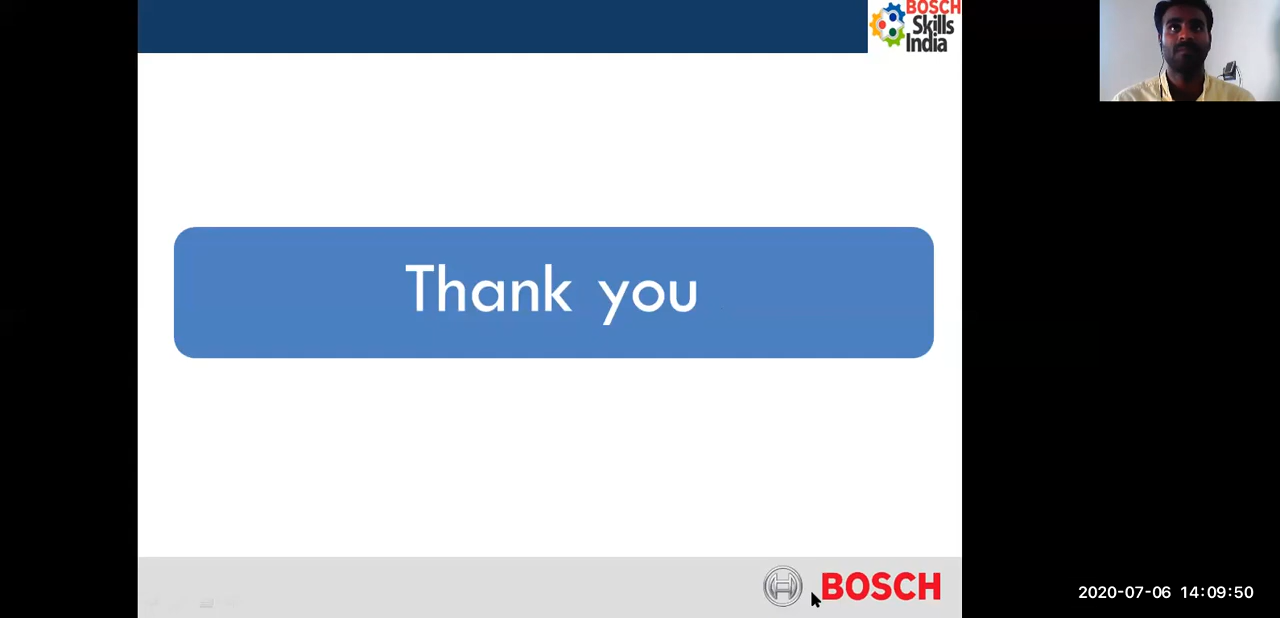 BOSCH
Skills
India
Thank you
BOSCH
2020-07-06 14:09:50